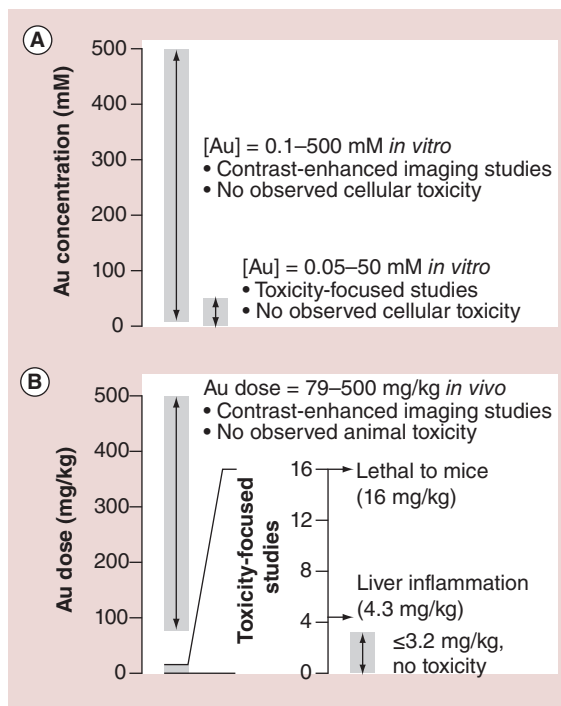 A
Au concentration (mM)
500
400
300
200
100
0
[Au] = 0.1–500 mM in vitro
• Contrast-enhanced imaging studies
• No observed cellular toxicity
[Au] = 0.05–50 mM in vitro
• Toxicity-focused studies
• No observed cellular toxicity
B
Au dose (mg/kg)
500
400
300
200
100
0
Au dose = 79–500 mg/kg in vivo
• Contrast-enhanced imaging studies
• No observed animal toxicity
Toxicity-focused
studies
16
12
8
4
0
Lethal to mice
(16 mg/kg)
Liver inflammation
(4.3 mg/kg)
≤3.2 mg/kg,
no toxicity